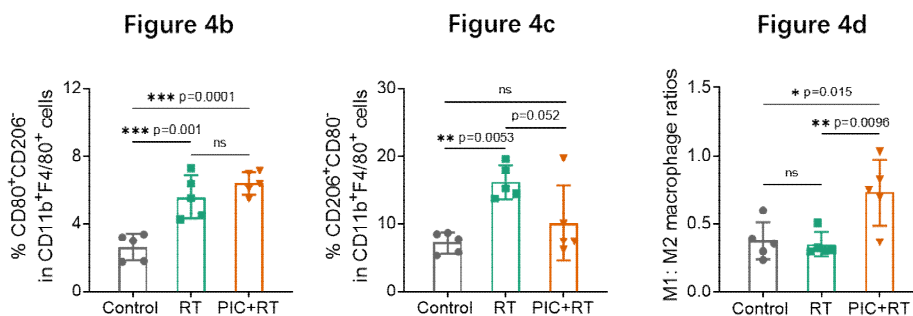 Figure 4b
% CD80⁺CD206⁻
in CD11b⁺F4/80⁺ cells
12
8
4
0
*** p=0.0001
*** p=0.001
ns
Control RT PIC+RT
Figure 4c
% CD206⁺CD80⁻
in CD11b⁺F4/80⁺ cells
30
20
10
0
ns
p=0.052
** p=0.0053
Control RT PIC+RT
Figure 4d
M1: M2 macrophage ratios
1.5
1.0
0.5
0.0
* p=0.015
** p=0.0096
ns
Control RT PIC+RT